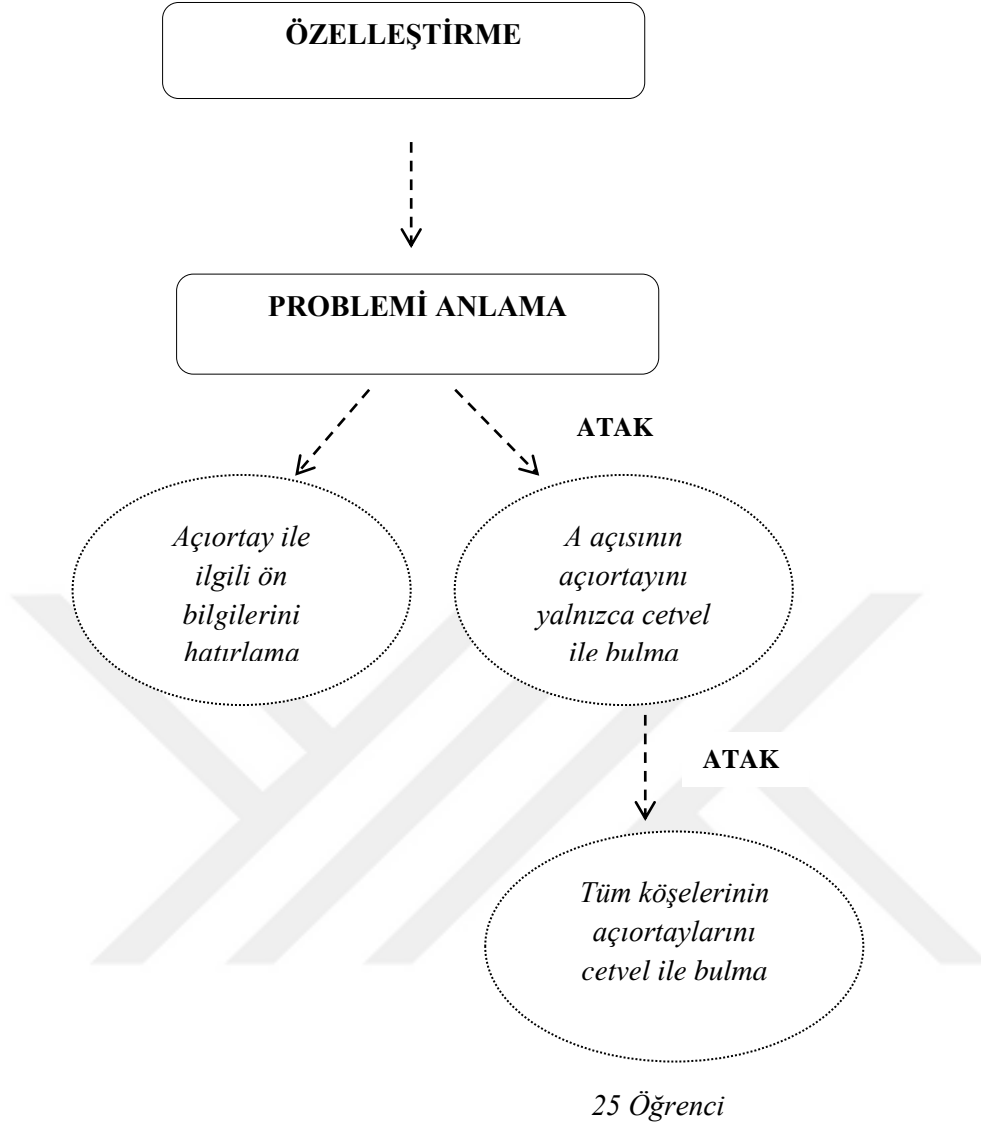 ÖZELLEŞTİRME
PROBLEMİ ANLAMA
ATAK
Açıortay ile
ilgili ön
bilgilerini
hatırlama
A açısının
açıortayını
yalnızca cetvel
ile bulma
ATAK
Tüm köşelerinin
açıortaylarını
cetvel ile bulma
25 Öğrenci